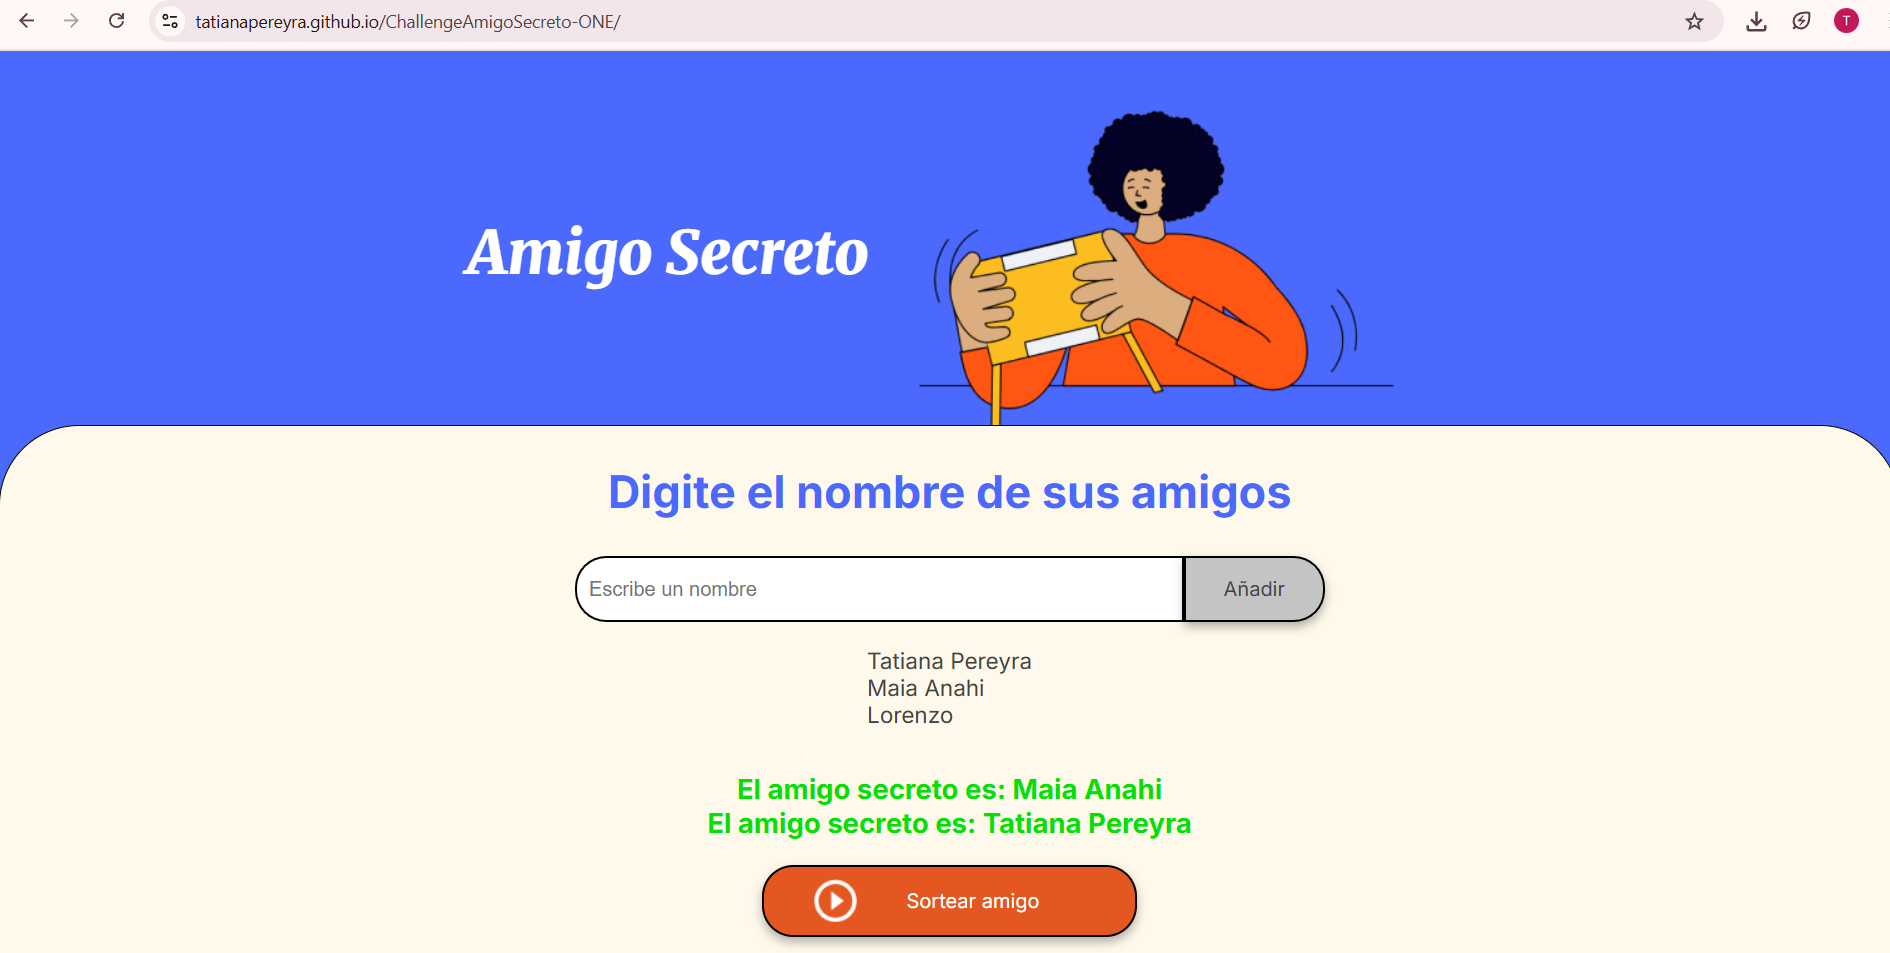 tatianapereyra.github.io/ChallengeAmigoSecreto-ONE/
T
Amigo Secreto
Digite el nombre de sus amigos
Escribe un nombre
Añadir
Tatiana Pereyra
Maia Anahi
Lorenzo
El amigo secreto es: Maia Anahi
El amigo secreto es: Tatiana Pereyra
Sortear amigo